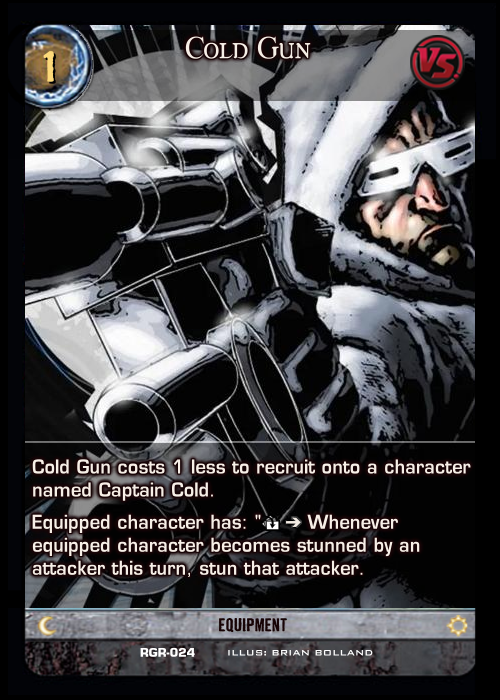 1
COLD GUN
VS
Cold Gun costs 1 less to recruit onto a character
named Captain Cold.
Equipped character has: " ➔ Whenever
equipped character becomes stunned by an
attacker this turn, stun that attacker.
EQUIPMENT
RGR-024 ILLUS: BRIAN BOLLAND